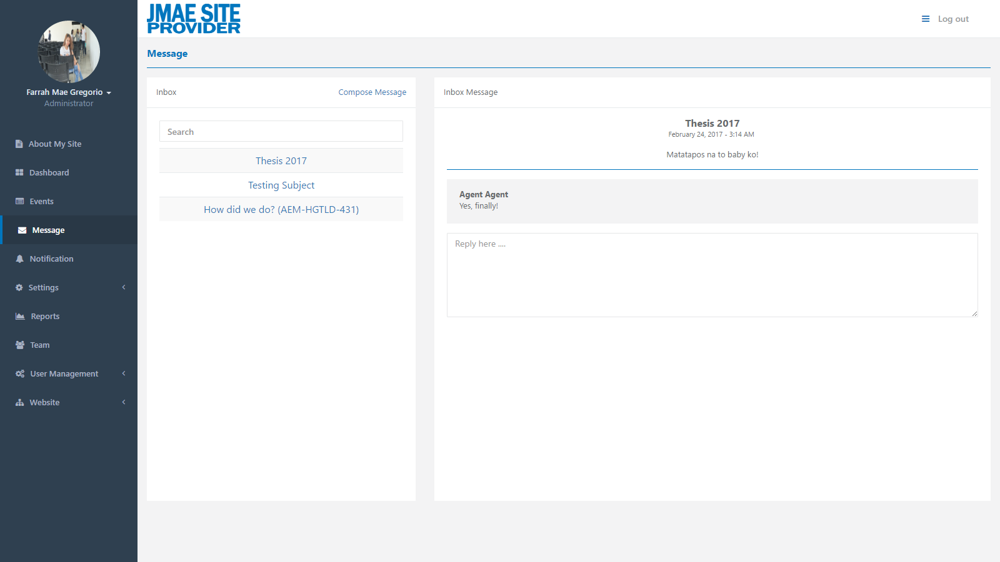 JMAE SITE
PROVIDER
Log out
Farrah Mae Gregorio
Administrator
About My Site
Dashboard
Events
Message
Notification
Settings
Reports
Team
User Management
Website
Message
Inbox
Compose Message
Search
Thesis 2017
Testing Subject
How did we do? (AEM-HGTLD-431)
Inbox Message
Thesis 2017
February 24, 2017 - 3:14 AM
Matatapos na to baby ko!
Agent Agent
Yes, finally!
Reply here ....